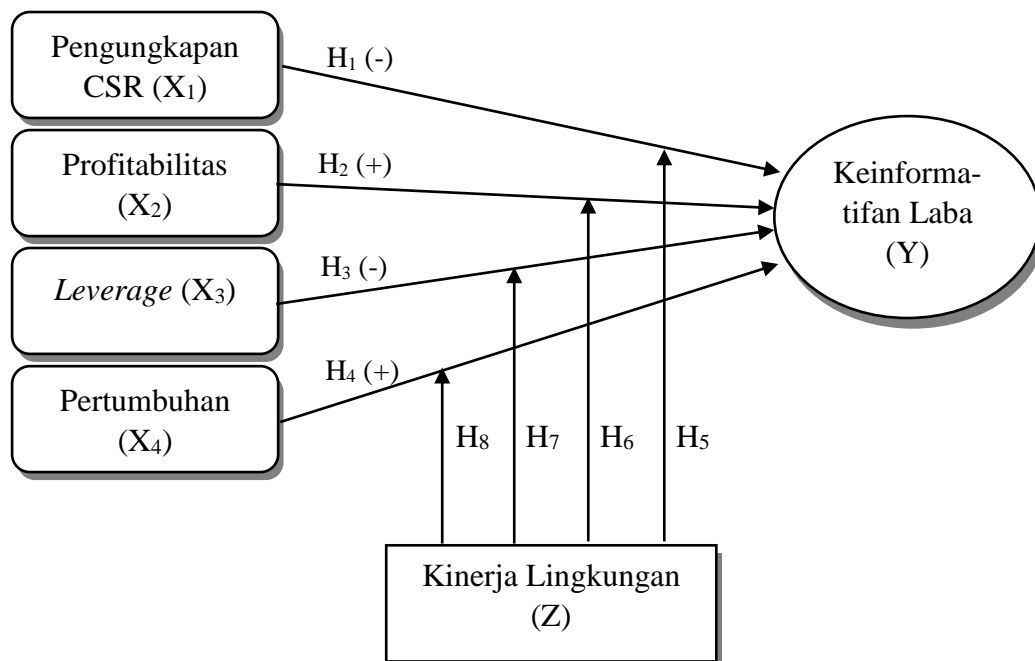 Pengungkapan
CSR (X₁)
H₁ (-)
Profitabilitas
(X₂)
H₂ (+)
Leverage (X₃)
H₃ (-)
Pertumbuhan
(X₄)
H₄ (+)
Keinforma-
tifan Laba
(Y)
H₈
H₇
H₆
H₅
Kinerja Lingkungan
(Z)